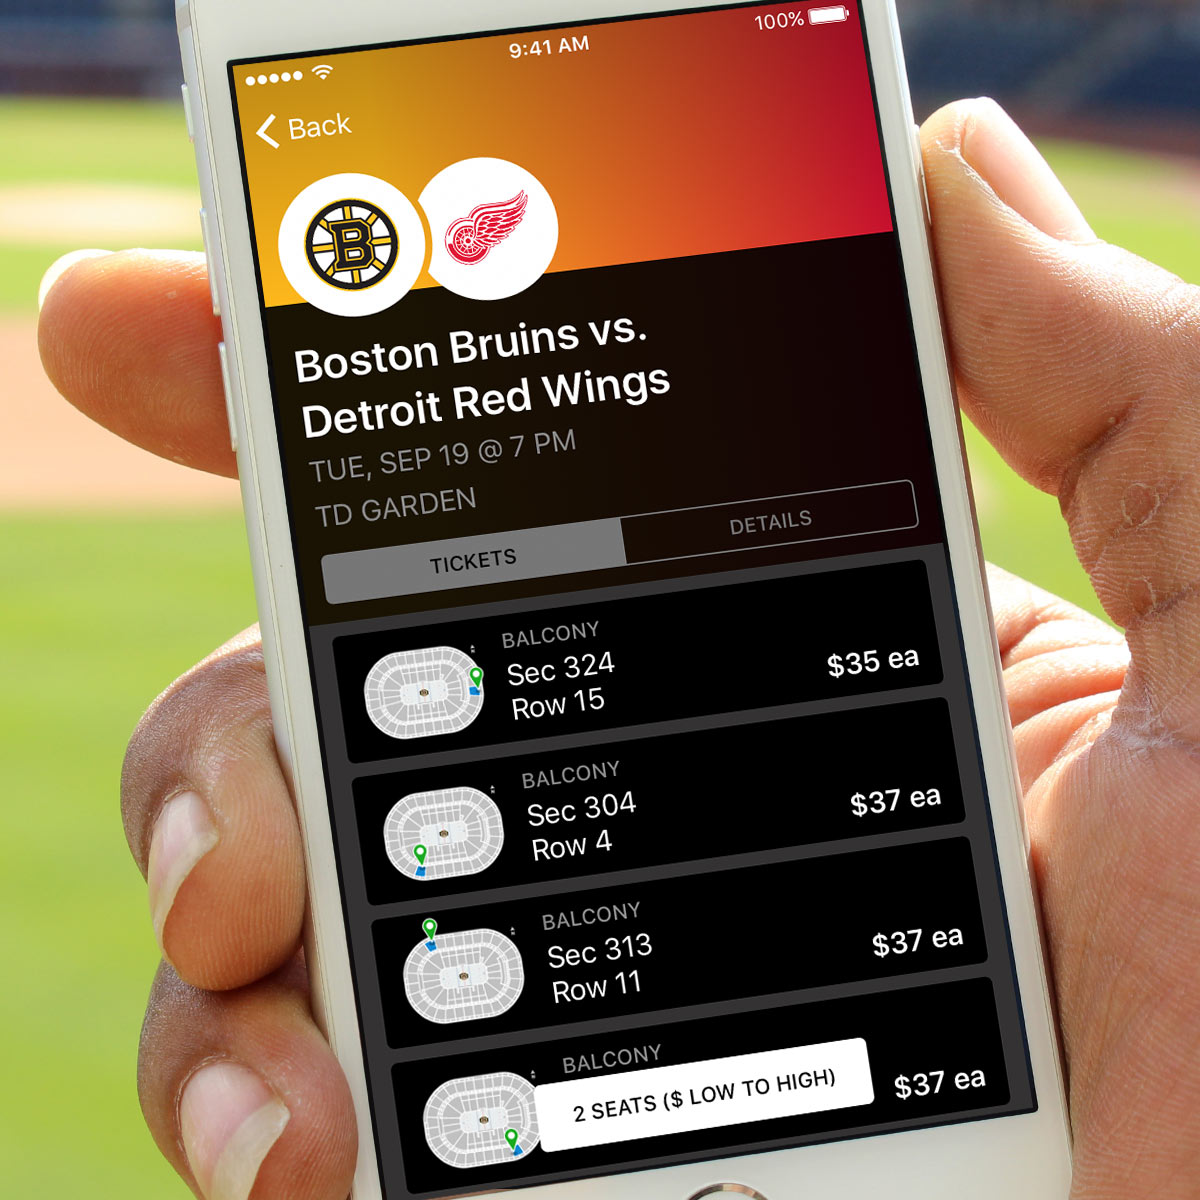 9:41 AM
100%
Back
B
Boston Bruins vs.
Detroit Red Wings
TUE, SEP 19 @ 7 PM
TD GARDEN
TICKETS
DETAILS
BALCONY
Sec 324
Row 15
$35 ea
BALCONY
Sec 304
Row 4
$37 ea
BALCONY
Sec 313
Row 11
$37 ea
BALCONY
$37 ea
2 SEATS ($ LOW TO HIGH)